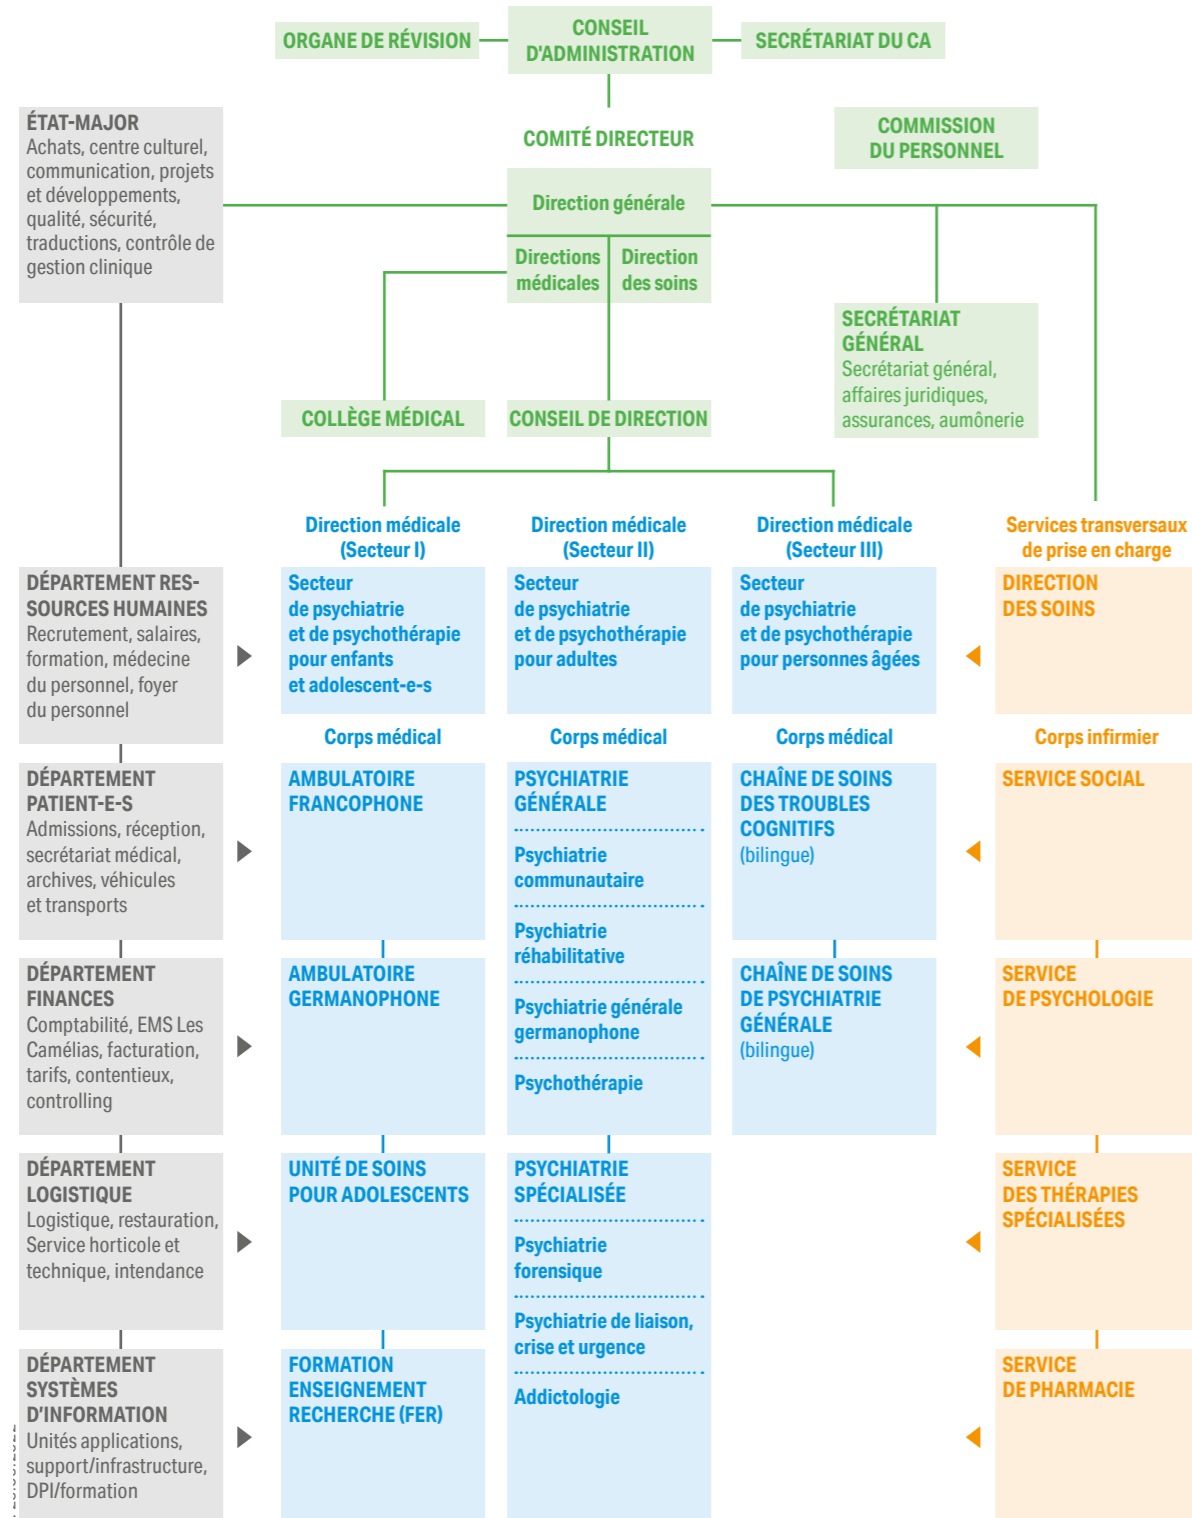 ORGANE DE RÉVISION
CONSEIL
D'ADMINISTRATION
SECRÉTARIAT DU CA
ÉTAT-MAJOR
Achats, centre culturel,
communication, projets
et développements,
qualité, sécurité,
traductions, contrôle de
gestion clinique
COMITÉ DIRECTEUR
COMMISSION
DU PERSONNEL
Direction générale
Directions
médicales
Direction
des soins
SECRÉTARIAT
GÉNÉRAL
Secrétariat général,
affaires juridiques,
assurances, aumônerie
COLLÈGE MÉDICAL
CONSEIL DE DIRECTION
Direction médicale
(Secteur I)
Direction médicale
(Secteur II)
Direction médicale
(Secteur III)
Services transversaux
de prise en charge
DÉPARTEMENT RES-
SOURCES HUMAINES
Recrutement, salaires,
formation, médecine
du personnel, foyer
du personnel
Secteur
de psychiatrie
et de psychothérapie
pour enfants
et adolescent-e-s
Secteur
de psychiatrie
et de psychothérapie
pour adultes
Secteur
de psychiatrie
et de psychothérapie
pour personnes âgées
DIRECTION
DES SOINS
Corps médical
Corps médical
Corps médical
Corps infirmier
DÉPARTEMENT
PATIENT-E-S
Admissions, réception,
secrétariat médical,
archives, véhicules
et transports
AMBULATOIRE
FRANCOPHONE
PSYCHIATRIE
GÉNÉRALE
Psychiatrie
communautaire
Psychiatrie
réhabilitative
Psychiatrie générale
germanophone
Psychothérapie
CHAÎNE DE SOINS
DES TROUBLES
COGNITIFS
(bilingue)
SERVICE SOCIAL
DÉPARTEMENT
FINANCES
Comptabilité, EMS Les
Camélias, facturation,
tarifs, contentieux,
controlling
AMBULATOIRE
GERMANOPHONE
CHAÎNE DE SOINS
DE PSYCHIATRIE
GÉNÉRALE
(bilingue)
SERVICE
DE PSYCHOLOGIE
DÉPARTEMENT
LOGISTIQUE
Logistique, restauration,
Service horticole et
technique, intendance
UNITÉ DE SOINS
POUR ADOLESCENTS
PSYCHIATRIE
SPÉCIALISÉE
Psychiatrie
forensique
Psychiatrie de liaison,
crise et urgence
Addictologie
SERVICE
DES THÉRAPIES
SPÉCIALISÉES
DÉPARTEMENT
SYSTÈMES
D'INFORMATION
Unités applications,
support/infrastructure,
DPI/formation
FORMATION
ENSEIGNEMENT
RECHERCHE (FER)
SERVICE
DE PHARMACIE